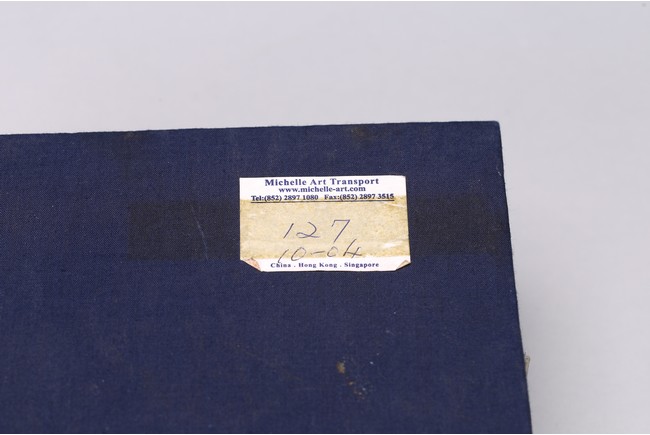 Michelle Art Transport
www.michelle-art.com
Tel:(852) 2897 1080 Fax:(852) 2897 3515
127
10-04
China . Hong Kong . Singapore